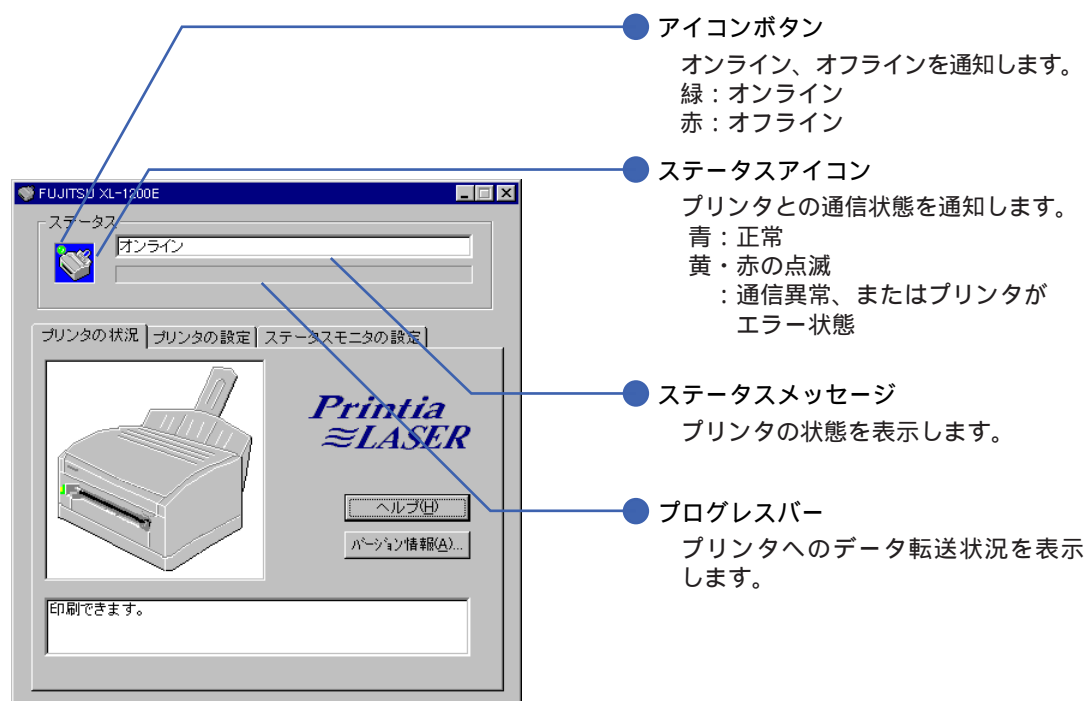 アイコンボタン
オンライン、オフラインを通知します。
緑：オンライン
赤：オフライン
ステータスアイコン
プリンタとの通信状態を通知します。
青：正常
黄・赤の点滅
：通信異常、またはプリンタが
エラー状態
ステータスメッセージ
プリンタの状態を表示します。
プログレスバー
プリンタへのデータ転送状況を表示
します。
FUJITSU XL-1200E
ステータス
オンライン
プリンタの状況 プリンタの設定 ステータスモニタの設定
Printia
LASER
ヘルプ(H)
ﾊﾞｰｼﾞｮﾝ情報(A)...
印刷できます。